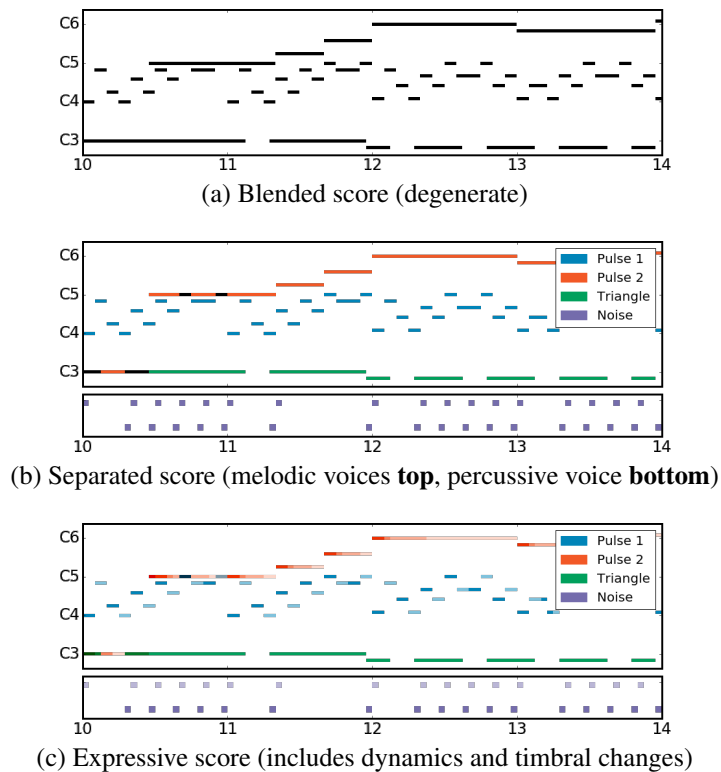 C6
C5
C4
C3
10 11 12 13 14
(a) Blended score (degenerate)
C6
C5
C4
C3
Pulse 1
Pulse 2
Triangle
Noise
10 11 12 13 14
(b) Separated score (melodic voices top, percussive voice bottom)
C6
C5
C4
C3
Pulse 1
Pulse 2
Triangle
Noise
10 11 12 13 14
(c) Expressive score (includes dynamics and timbral changes)